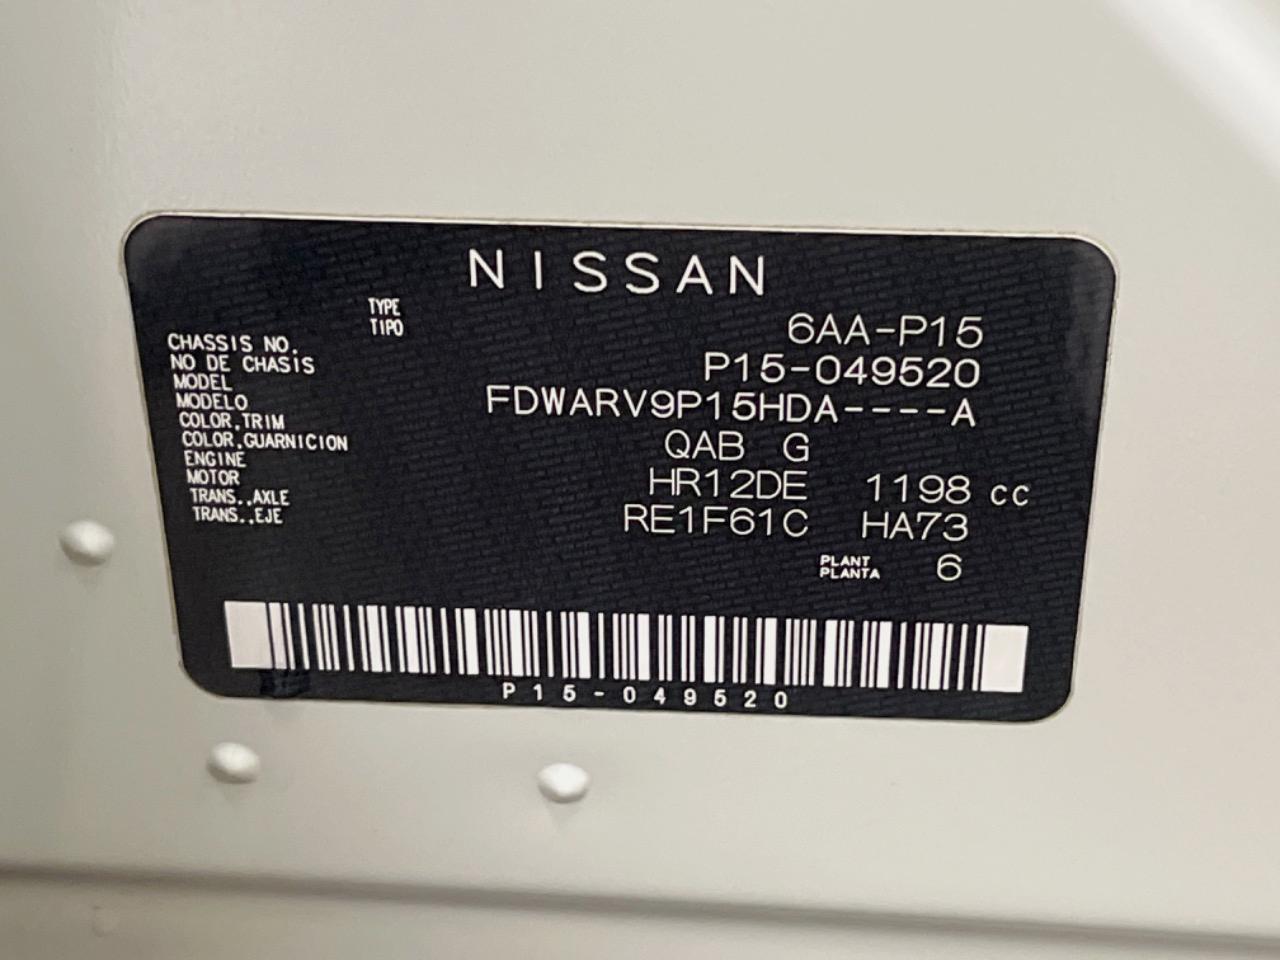 NISSAN
TYPE
TIPO
6AA-P15
CHASSIS NO.
NO DE CHASIS
P15-049520
MODEL
MODELO
FDWARV9P15HDA----A
COLOR,TRIM
COLOR,GUARNICION
QAB G
ENGINE
MOTOR
HR12DE 1198 cc
TRANS.,AXLE
TRANS.,EJE
RE1F61C HA73
PLANT
PLANTA
6
P15-049520